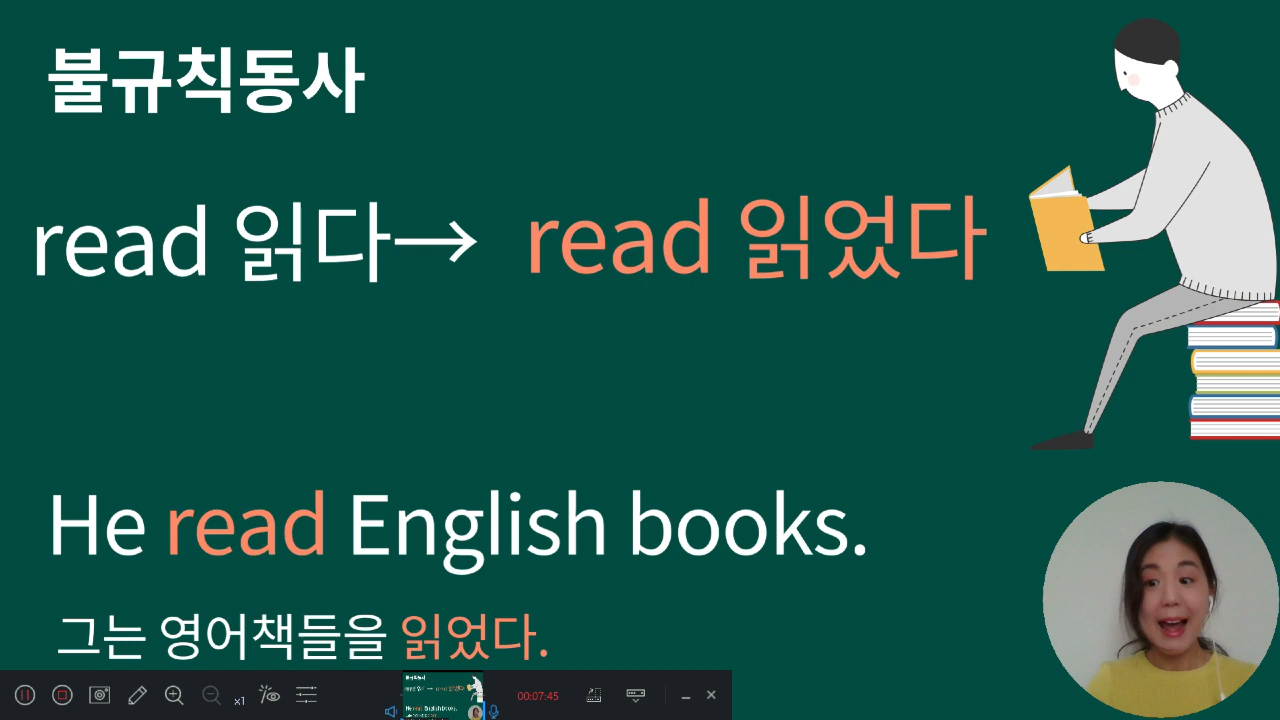 불규칙동사
read 읽다→ read 읽었다
He read English books.
그는 영어책들을 읽었다.
x1
00:07:45